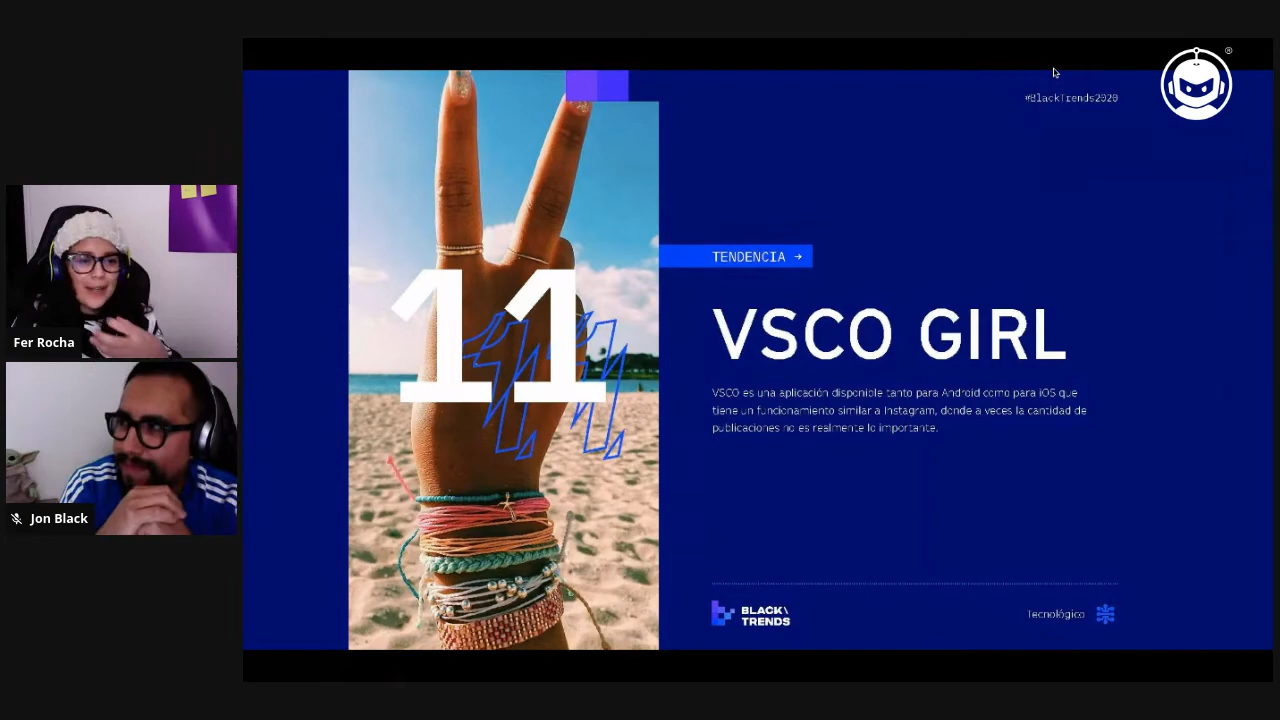 ®
#BlackTrends2020
TENDENCIA →
11
VSCO GIRL
VSCO es una aplicación disponible tanto para Android como para iOS que
tiene un funcionamiento similar a Instagram, donde a veces la cantidad de
publicaciones no es realmente lo importante.
BLACK\
TRENDS
Tecnológico
Fer Rocha
Jon Black